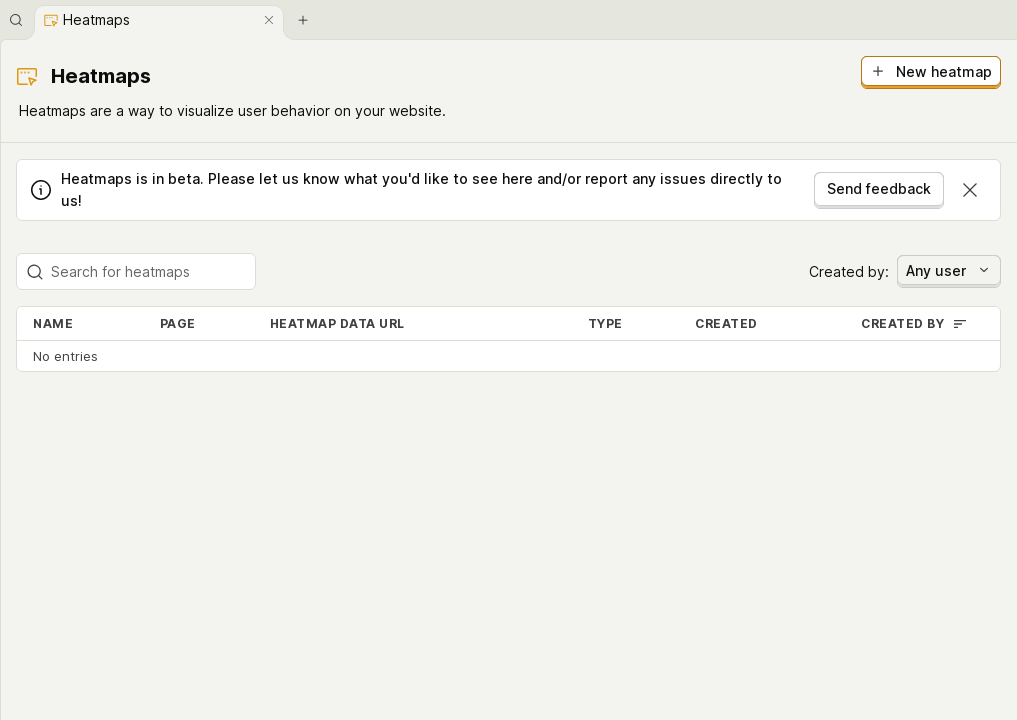 Heatmaps
Heatmaps
New heatmap
Heatmaps are a way to visualize user behavior on your website.
Heatmaps is in beta. Please let us know what you'd like to see here and/or report any issues directly to
us!
Send feedback
Search for heatmaps
Created by: Any user
NAME PAGE HEATMAP DATA URL TYPE CREATED CREATED BY
No entries